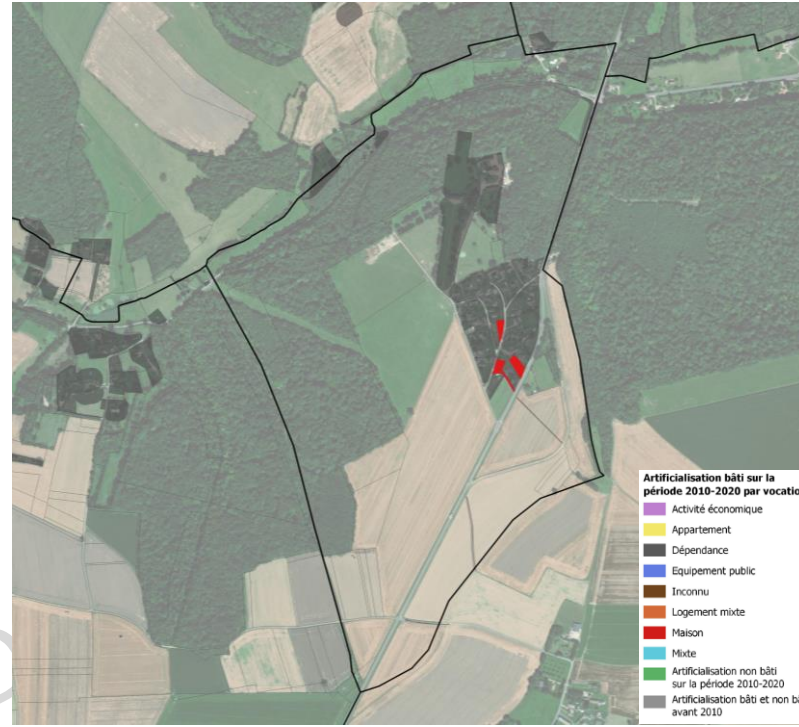 Artificialisation bâti sur la
période 2010-2020 par vocatio
Activité économique
Appartement
Dépendance
Equipement public
Inconnu
Logement mixte
Maison
Mixte
Artificialisation non bâti
sur la période 2010-2020
Artificialisation bâti et non bâ
avant 2010